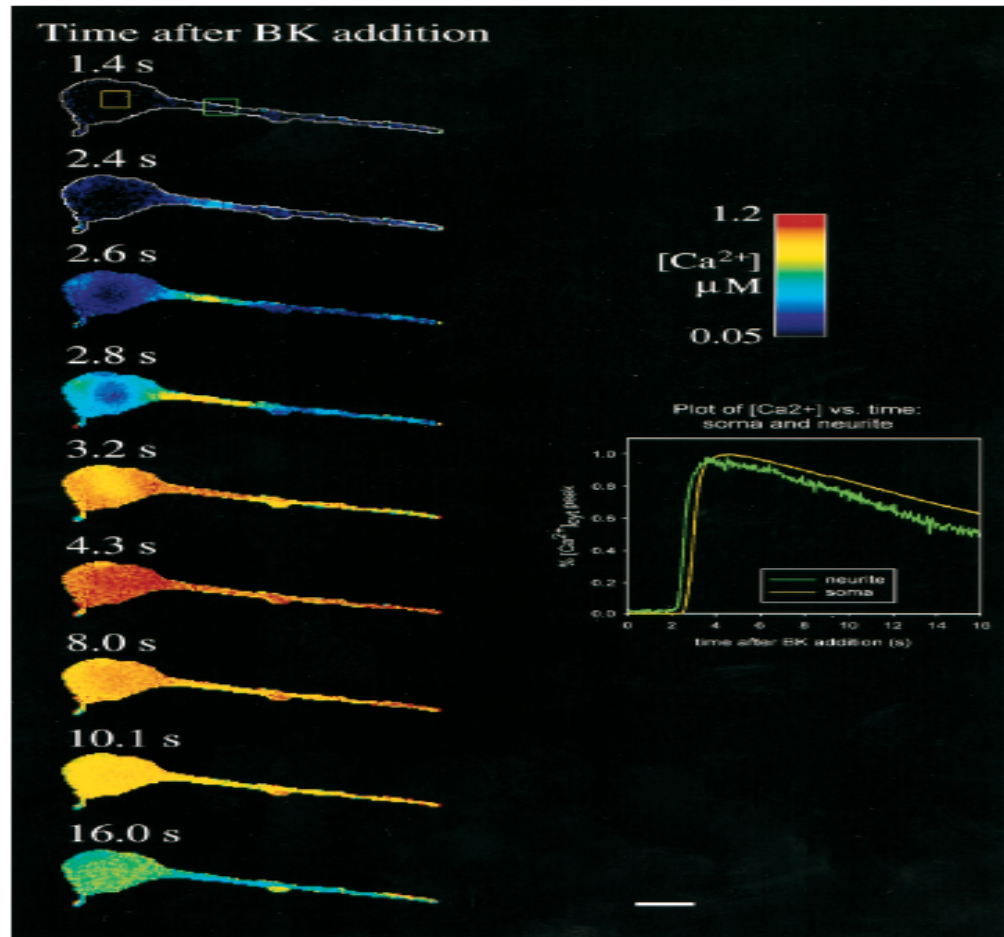 Time after BK addition
1.4 s
2.4 s
2.6 s
2.8 s
3.2 s
4.3 s
8.0 s
10.1 s
16.0 s
1.2
[Ca²⁺]
μ M
0.05
Plot of [Ca2+] vs. time:
soma and neurite
% [Ca²⁺]cyt peak
1.0
0.8
0.6
0.4
0.2
0.0
neurite
soma
0 2 4 6 8 10 12 14 16
time after BK addition (s)